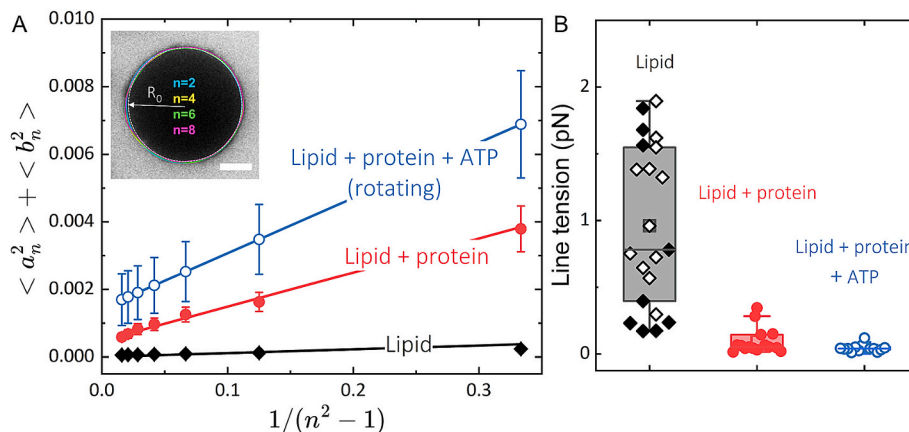 A
0.010
0.008
0.006
0.004
0.002
0.000
< a_n^2 > + < b_n^2 >
n=2
n=4
n=6
n=8
R_0
Lipid + protein + ATP
(rotating)
Lipid + protein
Lipid
0.0
0.1
0.2
0.3
1/(n^2 − 1)
B
Line tension (pN)
2
1
0
Lipid
Lipid + protein
Lipid + protein
+ ATP